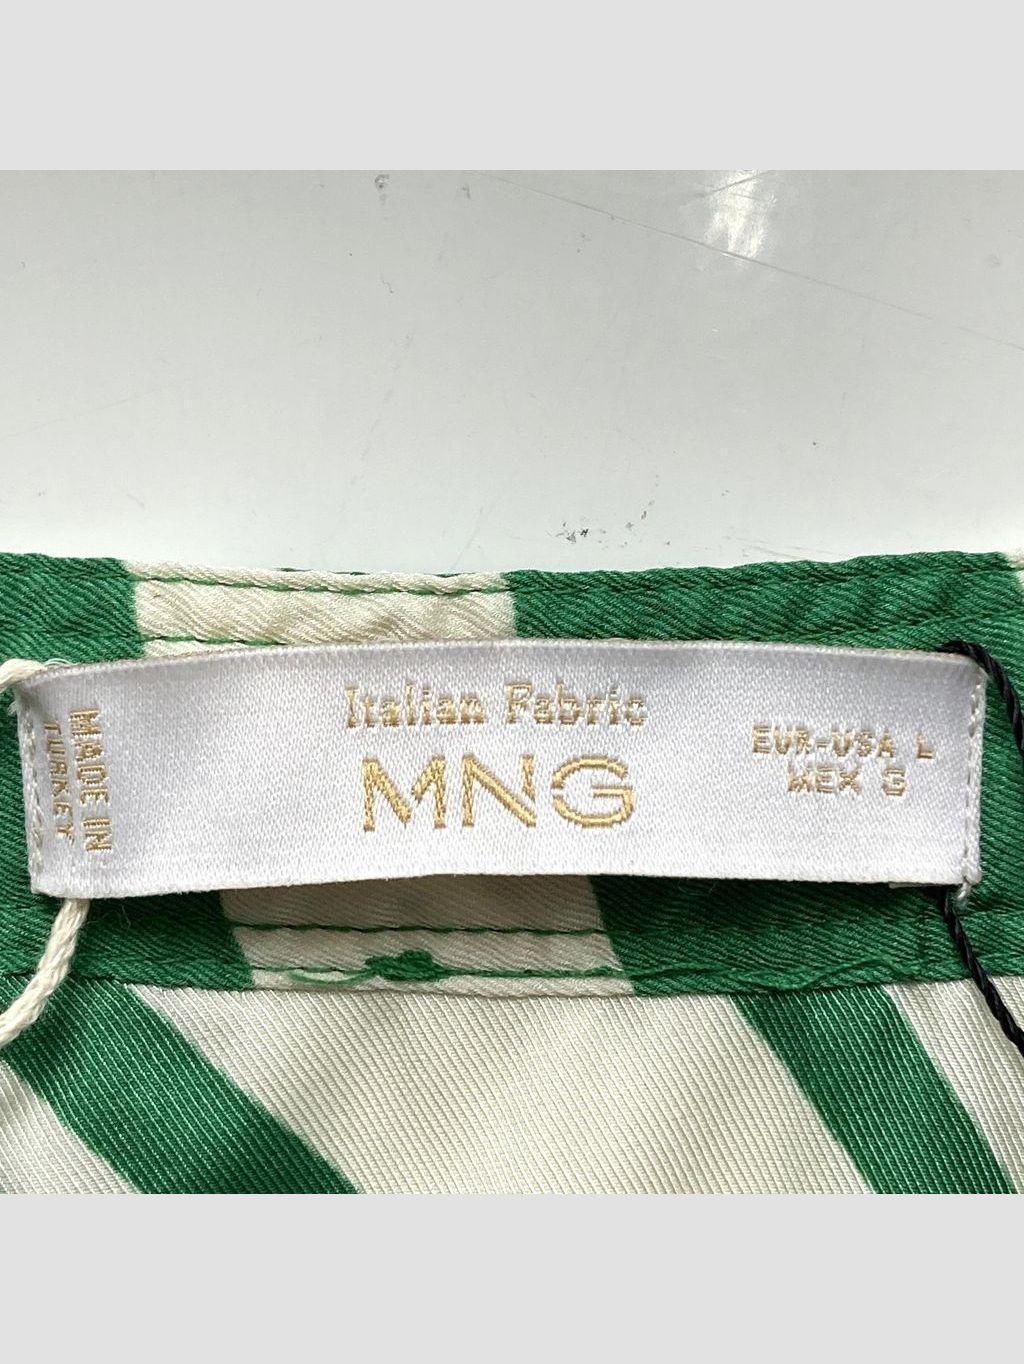 Italian Fabric
MNG
EUR-USA L
MEX G
MADE IN
TURKEY